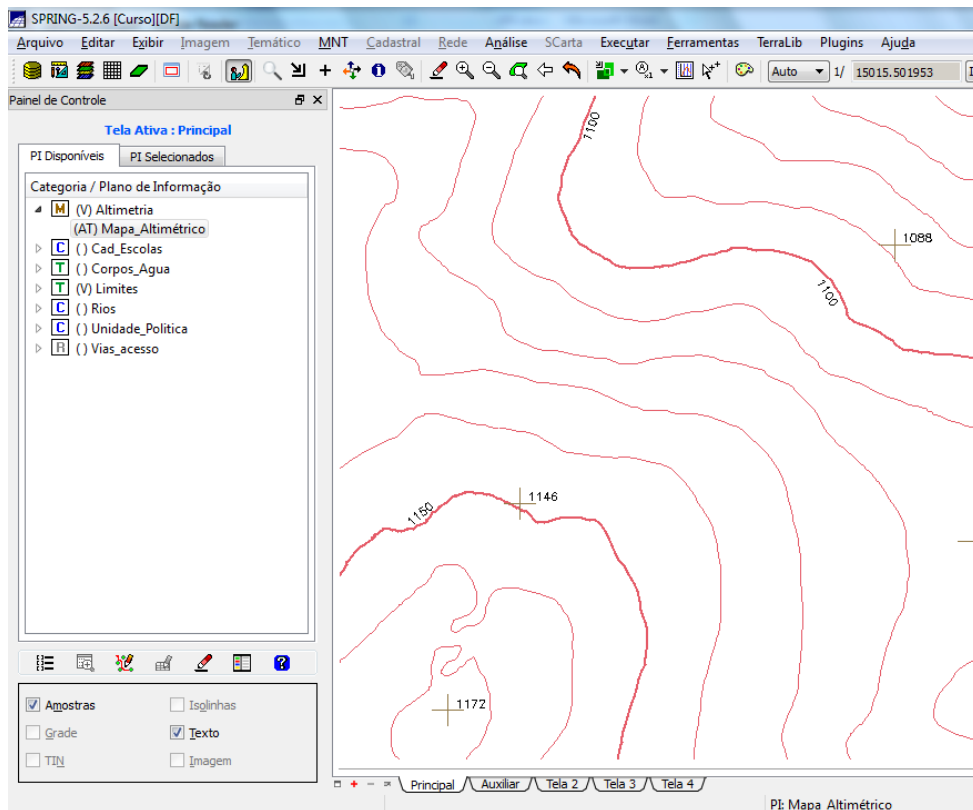 SPRING-5.2.6 [Curso][DF]
Arquivo Editar Exibir Imagem Temático MNT Cadastral Rede Análise SCarta Executar Ferramentas TerraLib Plugins Ajuda
Auto 1/ 15015.501953
Painel de Controle
Tela Ativa : Principal
PI Disponíveis PI Selecionados
Categoria / Plano de Informação
M (V) Altimetria
(AT) Mapa_Altimétrico
C ( ) Cad_Escolas
T ( ) Corpos_Agua
T (V) Limites
C ( ) Rios
C ( ) Unidade_Politica
R ( ) Vias_acesso
Amostras Isolinhas
Grade Texto
TIN Imagem
1100
1088
1100
1146
1150
1172
Principal Auxiliar Tela 2 Tela 3 Tela 4
PI: Mapa_Altimétrico